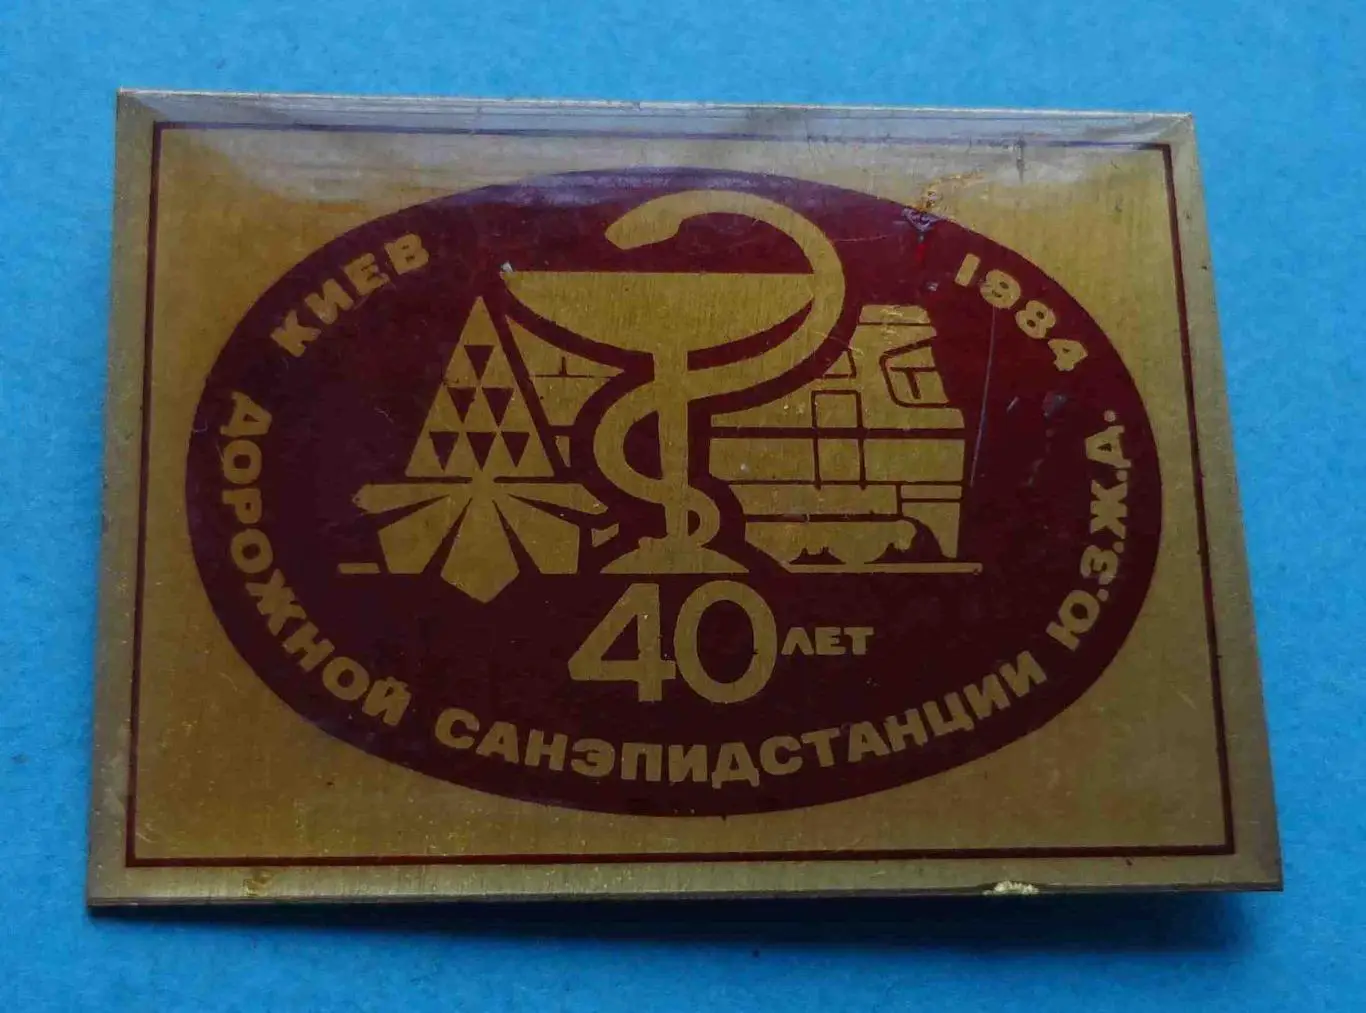 КИЕВ
1984
40 ЛЕТ
ДОРОЖНОЙ САНЭПИДСТАНЦИИ Ю.З.Ж.Д.